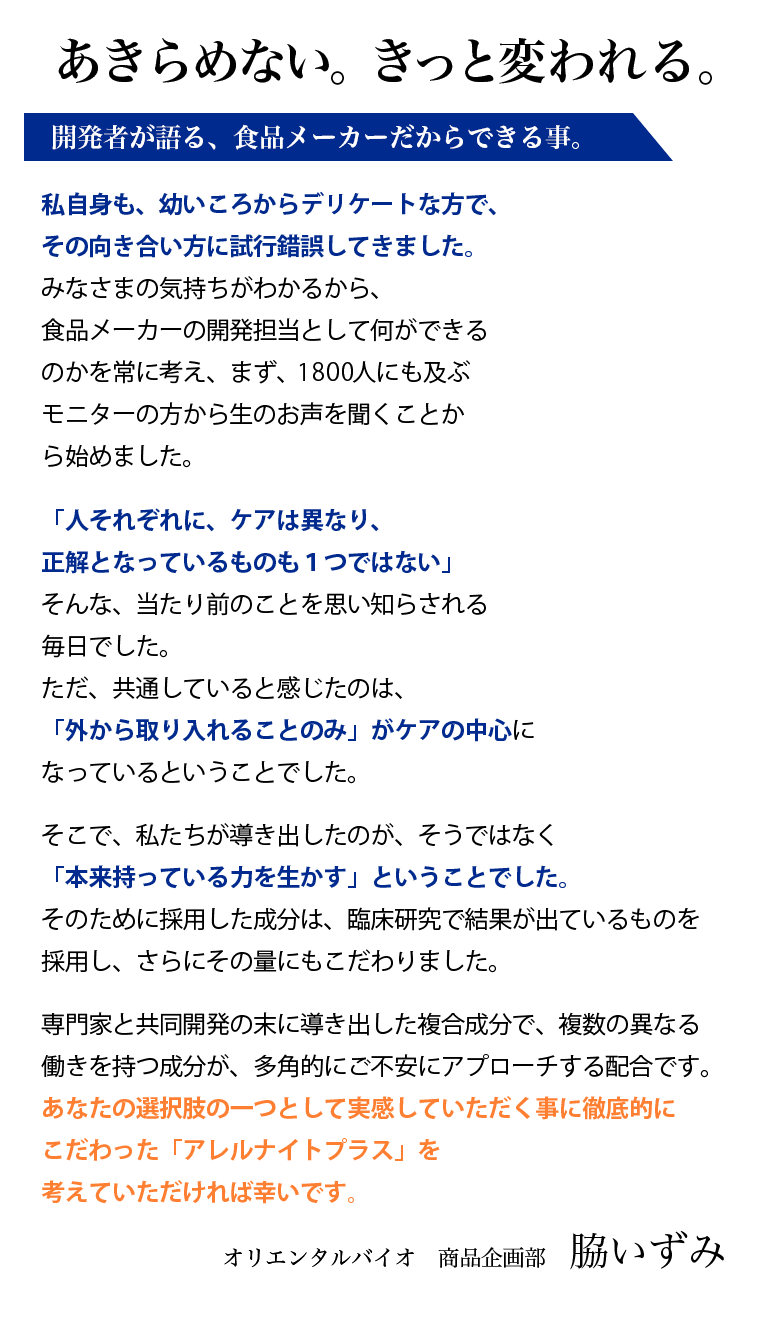 あきらめない。きっと変われる。
開発者が語る、食品メーカーだからできる事。
私自身も、幼いころからデリケートな方で、
その向き合い方に試行錯誤してきました。
みなさまの気持ちがわかるから、
食品メーカーの開発担当として何ができる
のかを常に考え、まず、1800人にも及ぶ
モニターの方から生のお声を聞くことか
ら始めました。
「人それぞれに、ケアは異なり、
正解となっているものも１つではない」
そんな、当たり前のことを思い知らされる
毎日でした。
ただ、共通していると感じたのは、
「外から取り入れることのみ」がケアの中心に
なっているということでした。
そこで、私たちが導き出したのが、そうではなく
「本来持っている力を生かす」ということでした。
そのために採用した成分は、臨床研究で結果が出ているものを
採用し、さらにその量にもこだわりました。
専門家と共同開発の末に導き出した複合成分で、複数の異なる
働きを持つ成分が、多角的にご不安にアプローチする配合です。
あなたの選択肢の一つとして実感していただく事に徹底的に
こだわった「アレルナイトプラス」を
考えていただければ幸いです。
オリエンタルバイオ　商品企画部　脇いずみ